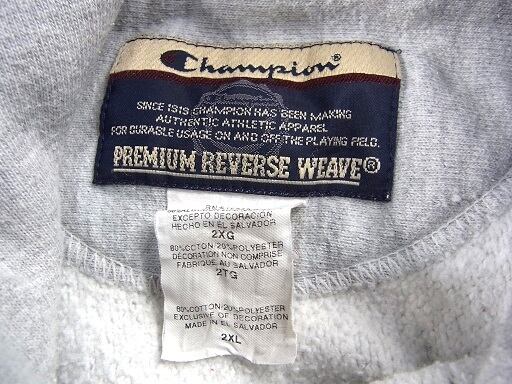 Champion®
SINCE 1919 CHAMPION HAS BEEN MAKING
AUTHENTIC ATHLETIC APPAREL
FOR DURABLE USAGE ON AND OFF THE PLAYING FIELD.
PREMIUM REVERSE WEAVE®
EXCEPTO DECORACION
HECHO EN EL SALVADOR
2XG
80%COTON-20%POLYESTER
DÉCORATION NON COMPRISE
FABRIQUE AU EL SALVADOR
2TG
80%COTTON-20%POLYESTER
EXCLUSIVE OF DECORATION
MADE IN EL SALVADOR
2XL